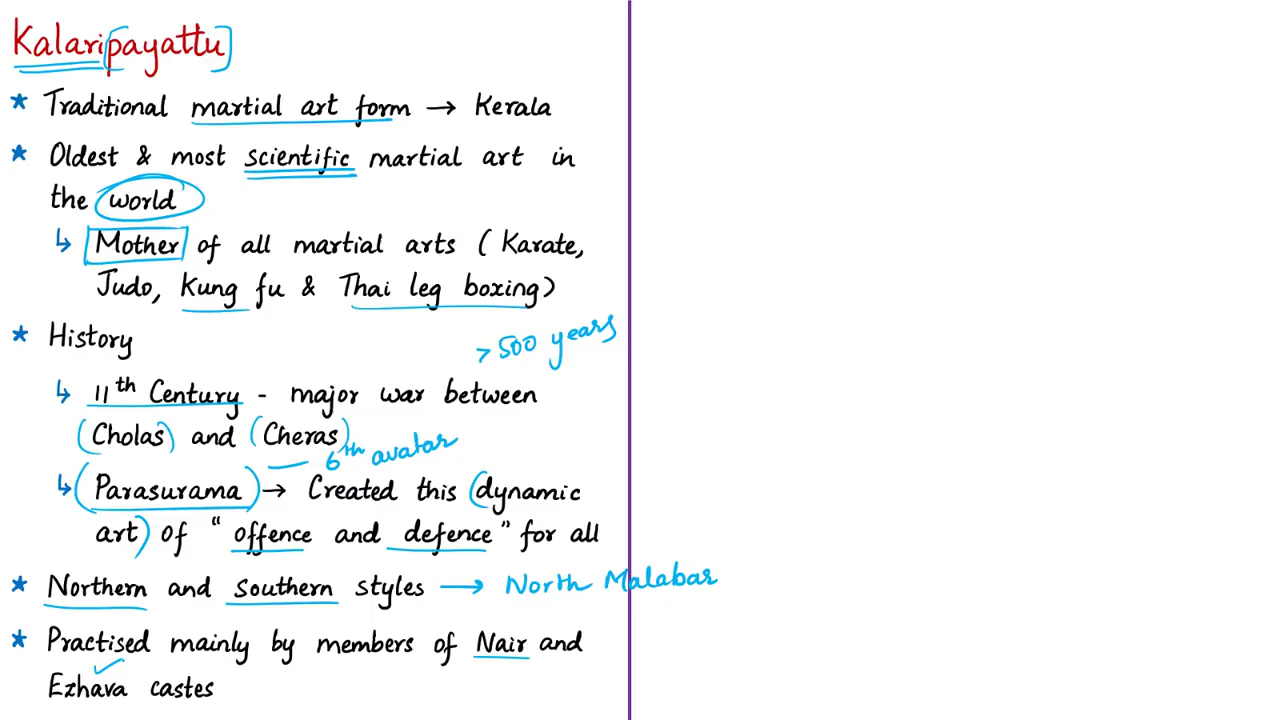 Kalaripayattu
* Traditional martial art form → Kerala
* Oldest & most scientific martial art in
the world
↳ Mother of all martial arts (Karate,
Judo, Kung fu & Thai leg boxing)
* History
> 500 years
↳ 11th Century - major war between
(Cholas) and (Cheras)
6th avatar
↳ (Parasurama) → Created this (dynamic
art) of "offence and defence" for all
* Northern and Southern styles → North Malabar
* Practised mainly by members of Nair and
Ezhava castes